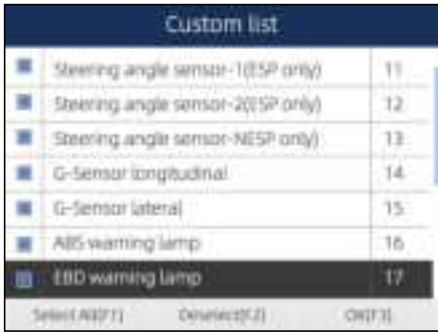 Custom list
Steering angle sensor-1(ESP only) 11
Steering angle sensor-2(ESP only) 12
Steering angle sensor-NESP only) 13
G-Sensor longitudinal 14
G-Sensor lateral 15
ABS warning lamp 16
EBD warning lamp 17
Select All(F1) Deselect(F2) OK(F3)